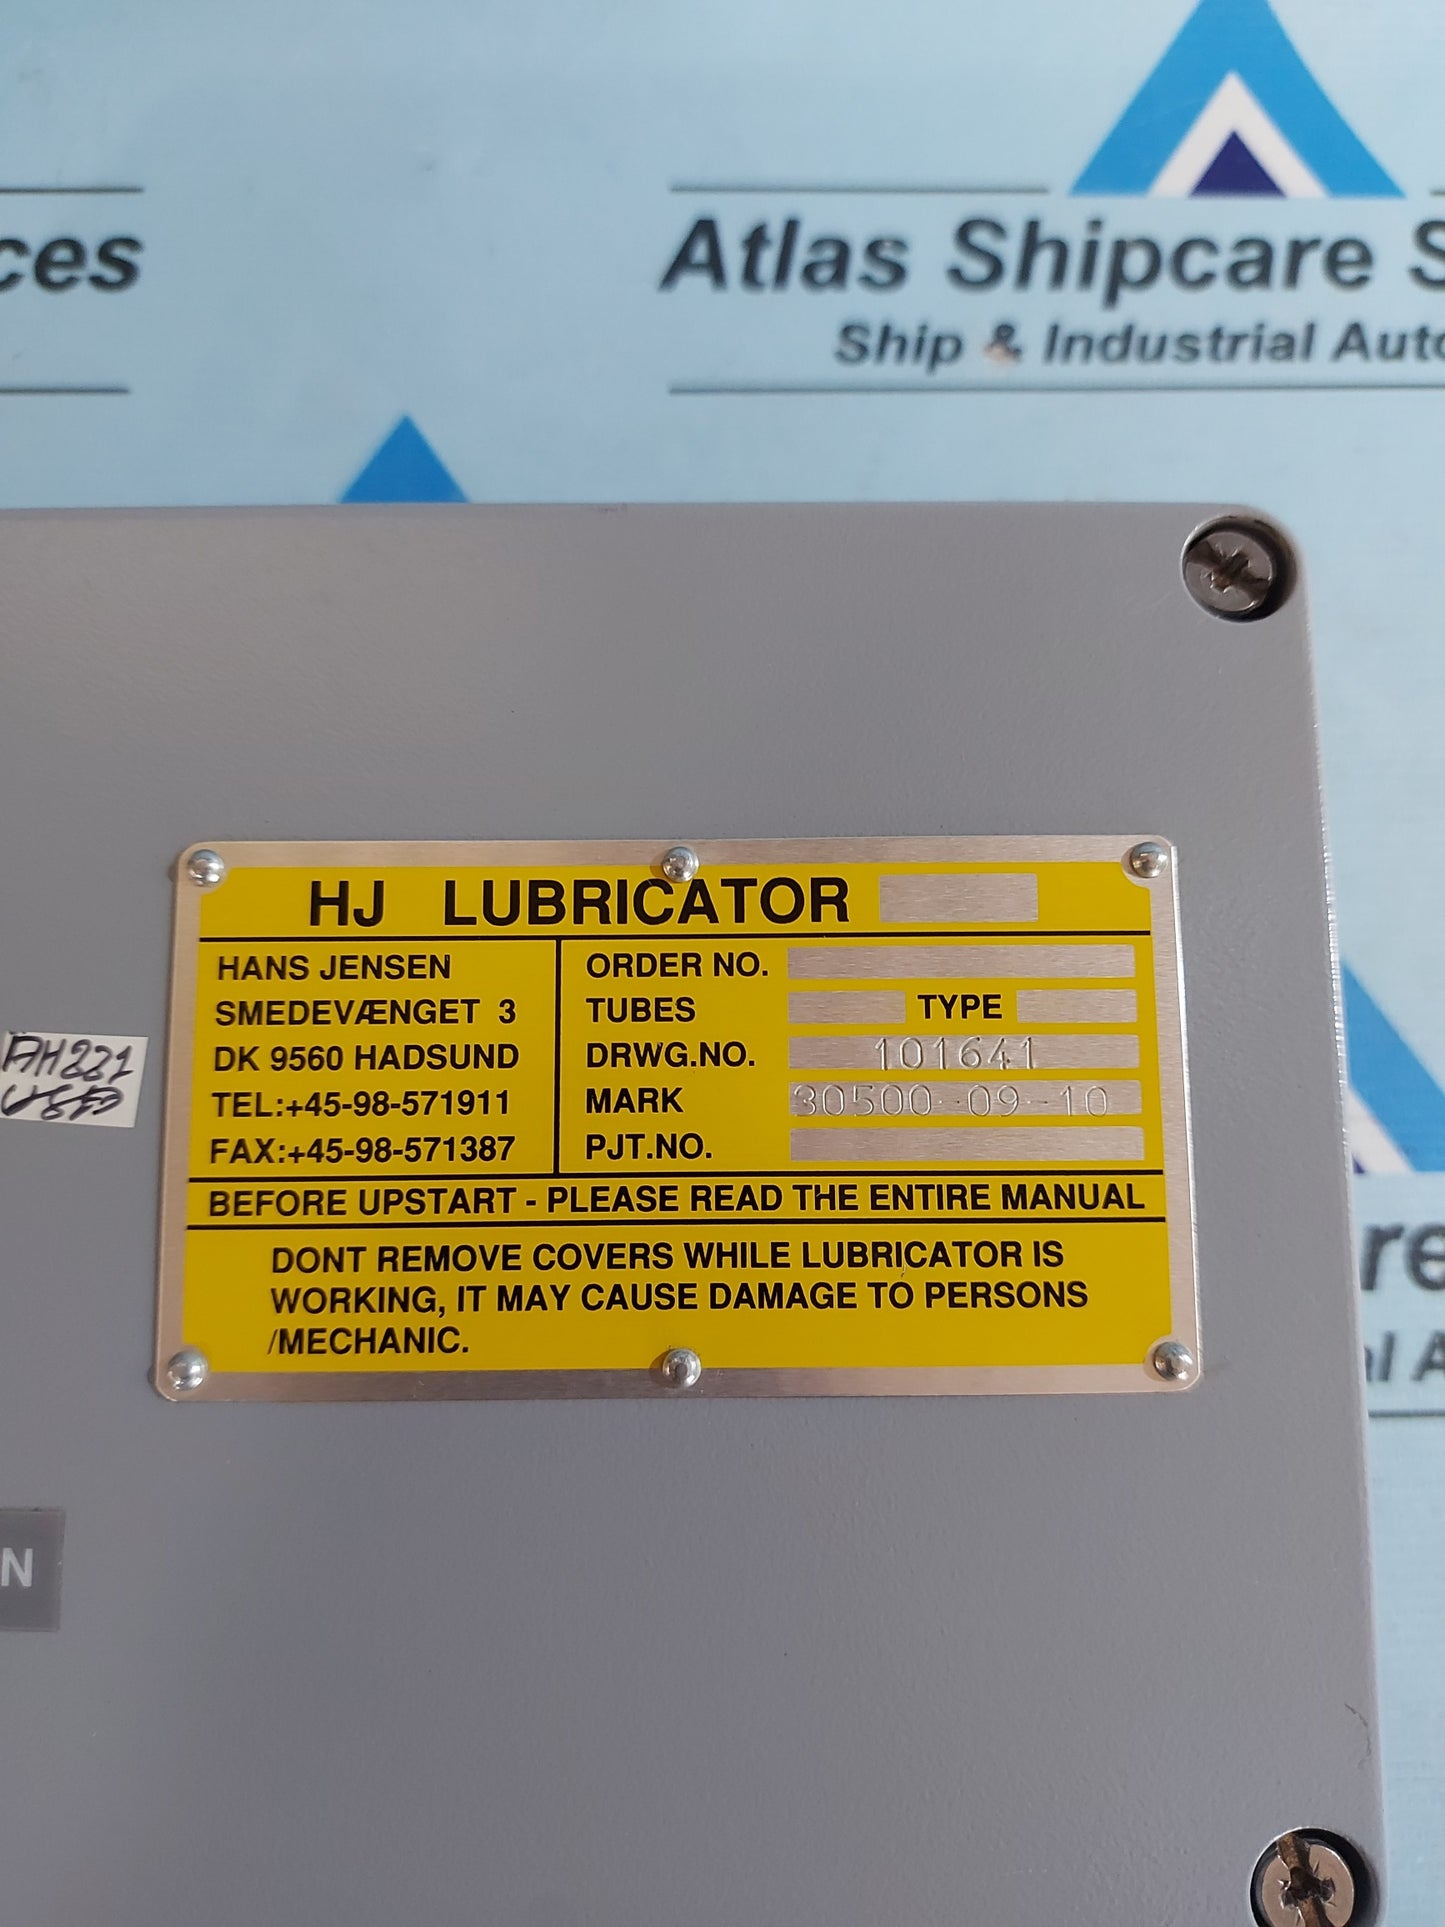 ces
Atlas Shipcare S
Ship & Industrial Auto
HJ LUBRICATOR
HANS JENSEN
SMEDEVÆNGET 3
DK 9560 HADSUND
TEL:+45-98-571911
FAX:+45-98-571387
ORDER NO.
TUBES TYPE
DRWG.NO. 101641
MARK 30500-09-10
PJT.NO.
BEFORE UPSTART - PLEASE READ THE ENTIRE MANUAL
DONT REMOVE COVERS WHILE LUBRICATOR IS
WORKING, IT MAY CAUSE DAMAGE TO PERSONS
/MECHANIC.
AH221
N
re
al A